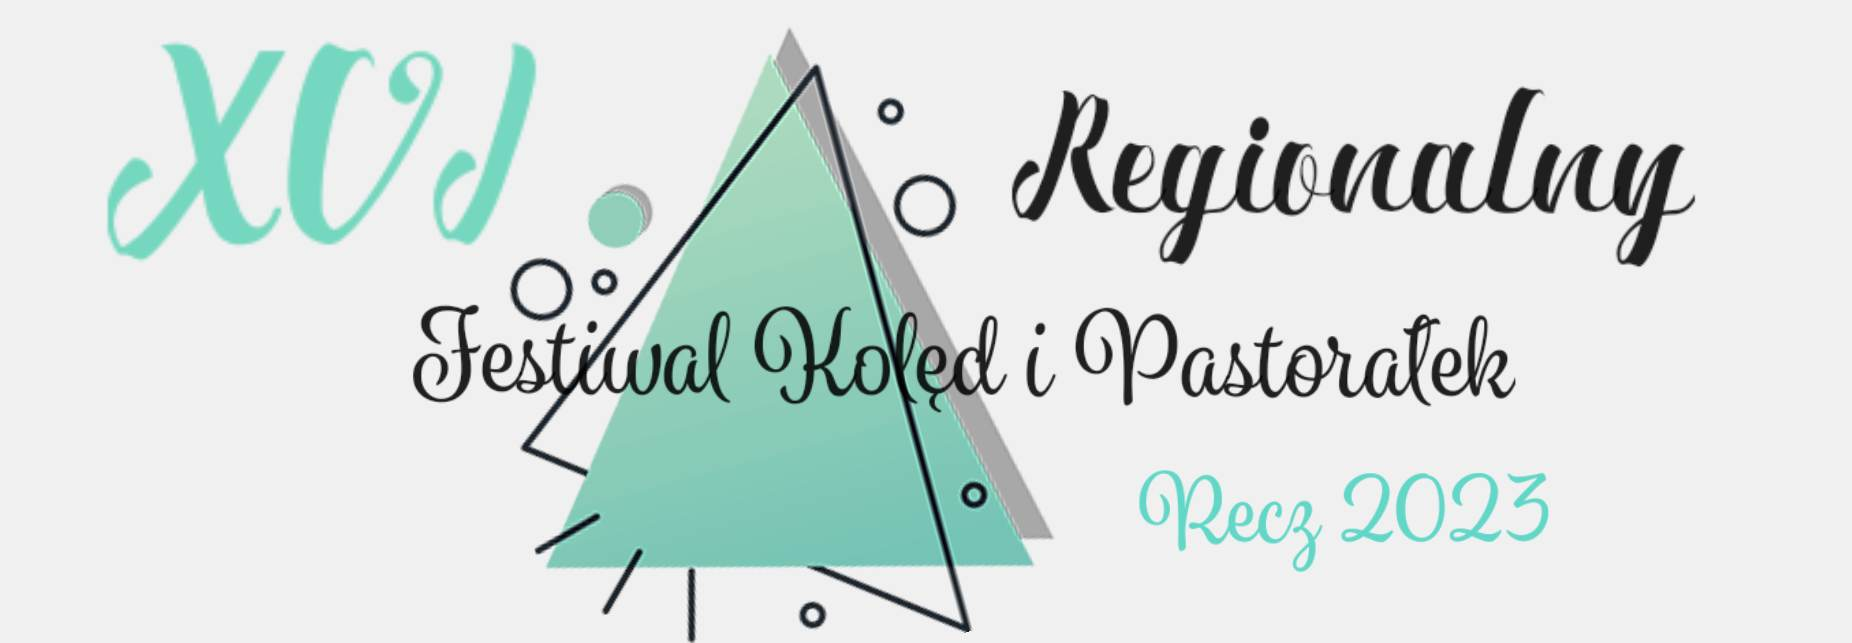 XVI Regionalny
Festiwal Kolęd i Pastorałek
Recz 2023